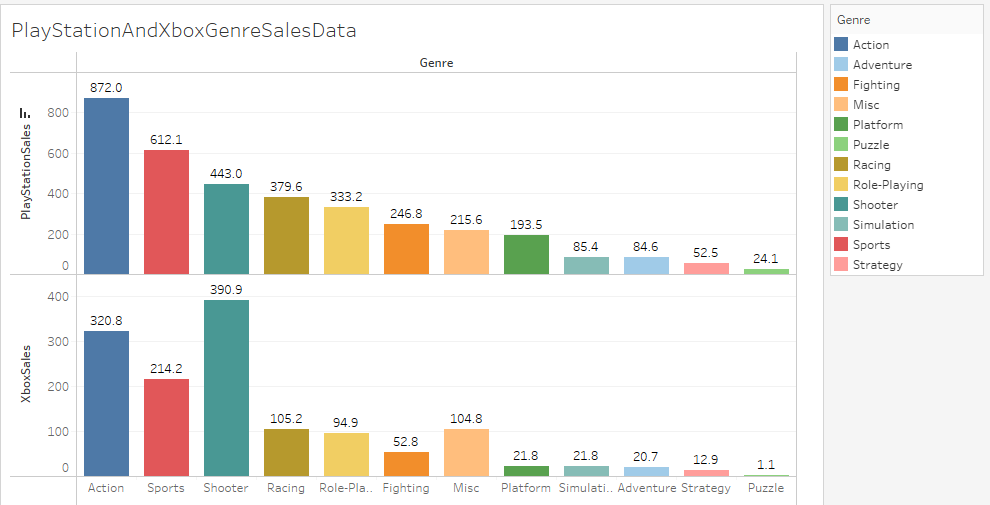 PlayStationAndXboxGenreSalesData
Genre
PlayStationSales
800
600
400
200
0
872.0
612.1
443.0
379.6
333.2
246.8
215.6
193.5
85.4
84.6
52.5
24.1
XboxSales
400
300
200
100
0
320.8
214.2
390.9
105.2
94.9
52.8
104.8
21.8
21.8
20.7
12.9
1.1
Action Sports Shooter Racing Role-Pla.. Fighting Misc Platform Simulati.. Adventure Strategy Puzzle
Genre
Action
Adventure
Fighting
Misc
Platform
Puzzle
Racing
Role-Playing
Shooter
Simulation
Sports
Strategy